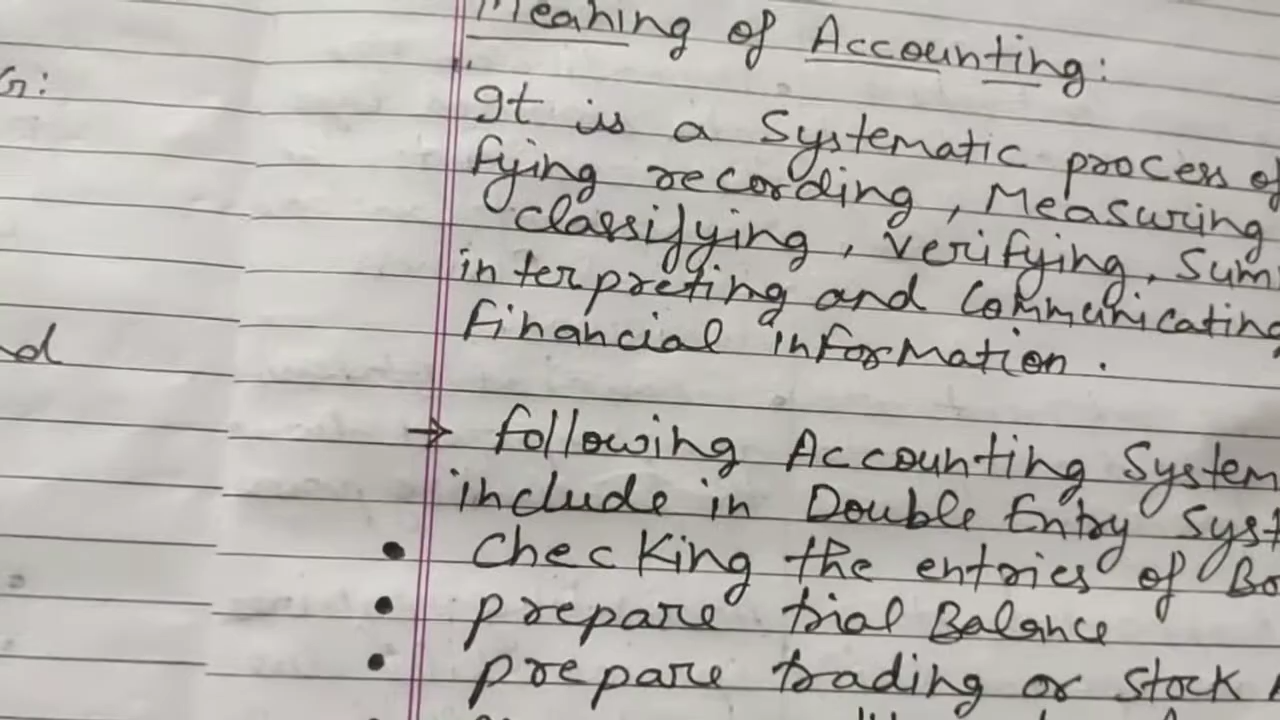 Meaning of Accounting:
It is a Systematic process of
fying recording, Measuring
classifying, verifying, Sum
interpreting and Communicating
financial information.
→ following Accounting System
include in Double Entry Syst
• checking the entries of Bo
• prepare trial Balance
• prepare trading or stock